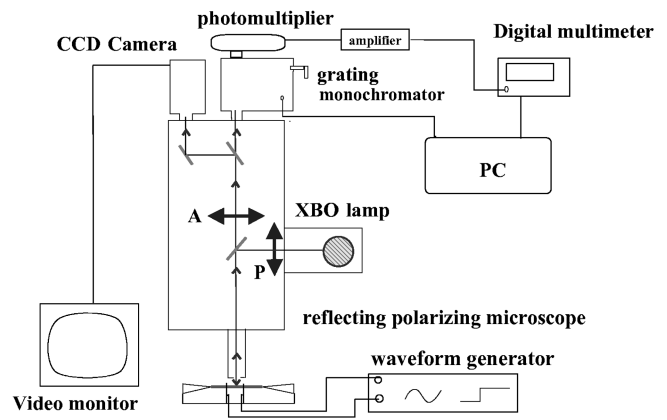 photomultiplier
CCD Camera
amplifier
Digital multimeter
grating
monochromator
PC
A
XBO lamp
P
reflecting polarizing microscope
waveform generator
Video monitor